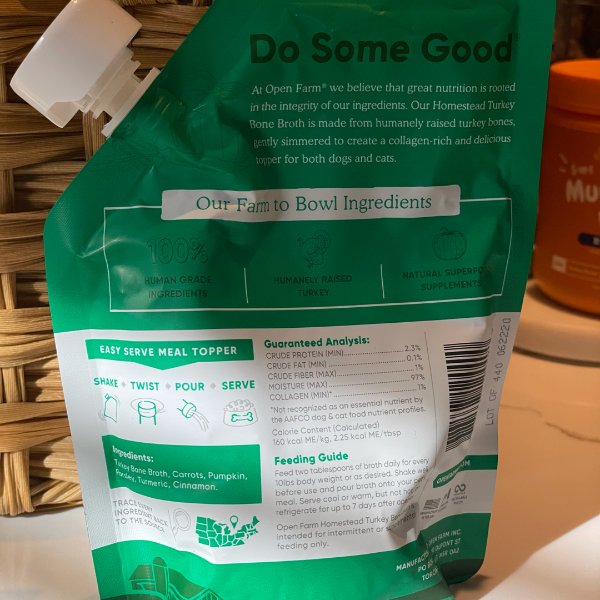 Do Some Good
At Open Farm® we believe that great nutrition is rooted
in the integrity of our ingredients. Our Homestead Turkey
Bone Broth is made from humanely raised turkey bones,
gently simmered to create a collagen-rich and delicious
topper for both dogs and cats.
Our Farm to Bowl Ingredients
100%
HUMAN GRADE
INGREDIENTS
HUMANELY RAISED
TURKEY
NATURAL SUPERFOOD
SUPPLEMENTS
EASY SERVE MEAL TOPPER
SHAKE TWIST POUR SERVE
Ingredients:
Turkey Bone Broth, Carrots, Pumpkin,
Parsley, Turmeric, Cinnamon.
TRACE EVERY
INGREDIENT BACK
TO THE SOURCE
Guaranteed Analysis:
CRUDE PROTEIN (MIN) 2.3%
CRUDE FAT (MIN) 0.1%
CRUDE FIBER (MAX) 1%
MOISTURE (MAX) 97%
COLLAGEN (MIN)* 1%
*Not recognized as an essential nutrient by
the AAFCO dog & cat food nutrient profiles.
Calorie Content (Calculated)
160 kcal ME/kg, 2.25 kcal ME/tbsp
Feeding Guide
Feed two tablespoons of broth daily for every
10lbs body weight or as desired. Shake well
before use and pour broth onto your pet
meal. Serve cool or warm, but not hot
refrigerate for up to 7 days after
Open Farm Homestead Turkey Bone
intended for intermittent or
feeding only.
LOT OF 440 062220
FARM INC.
DUPONT ST
PO
TOR